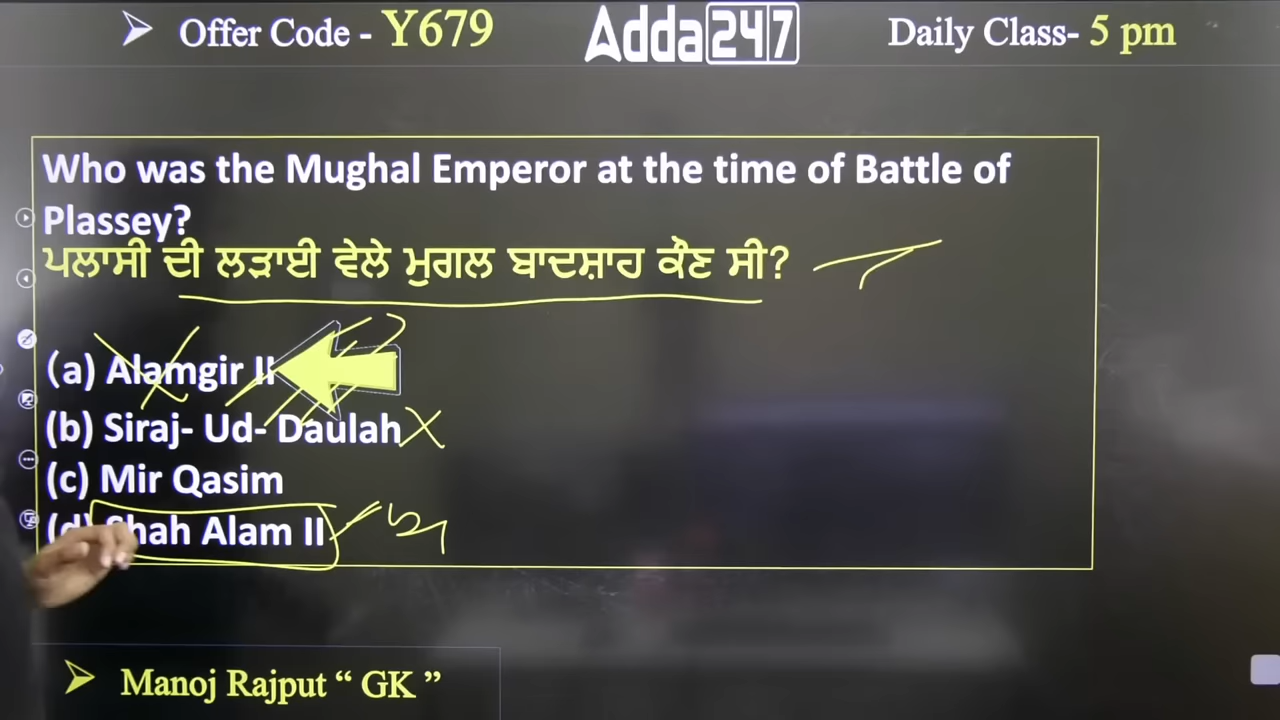 Offer Code - Y679
Adda247
Daily Class- 5 pm
Who was the Mughal Emperor at the time of Battle of
Plassey?
ਪਲਾਸੀ ਦੀ ਲੜਾਈ ਵੇਲੇ ਮੁਗਲ ਬਾਦਸ਼ਾਹ ਕੌਣ ਸੀ?
(a) Alamgir II
(b) Siraj- Ud- Daulah
(c) Mir Qasim
(d) Shah Alam II
Manoj Rajput “ GK ”